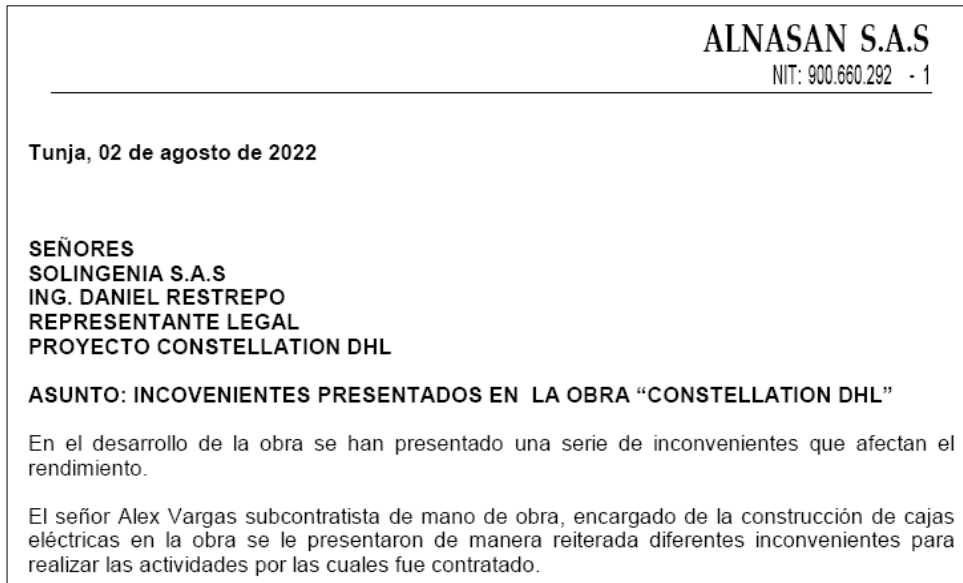 ALNASAN S.A.S
NIT: 900.660.292 - 1
Tunja, 02 de agosto de 2022
SEÑORES
SOLINGENIA S.A.S
ING. DANIEL RESTREPO
REPRESENTANTE LEGAL
PROYECTO CONSTELLATION DHL
ASUNTO: INCOVENIENTES PRESENTADOS EN LA OBRA “CONSTELLATION DHL”
En el desarrollo de la obra se han presentado una serie de inconvenientes que afectan el
rendimiento.
El señor Alex Vargas subcontratista de mano de obra, encargado de la construcción de cajas
eléctricas en la obra se le presentaron de manera reiterada diferentes inconvenientes para
realizar las actividades por las cuales fue contratado.